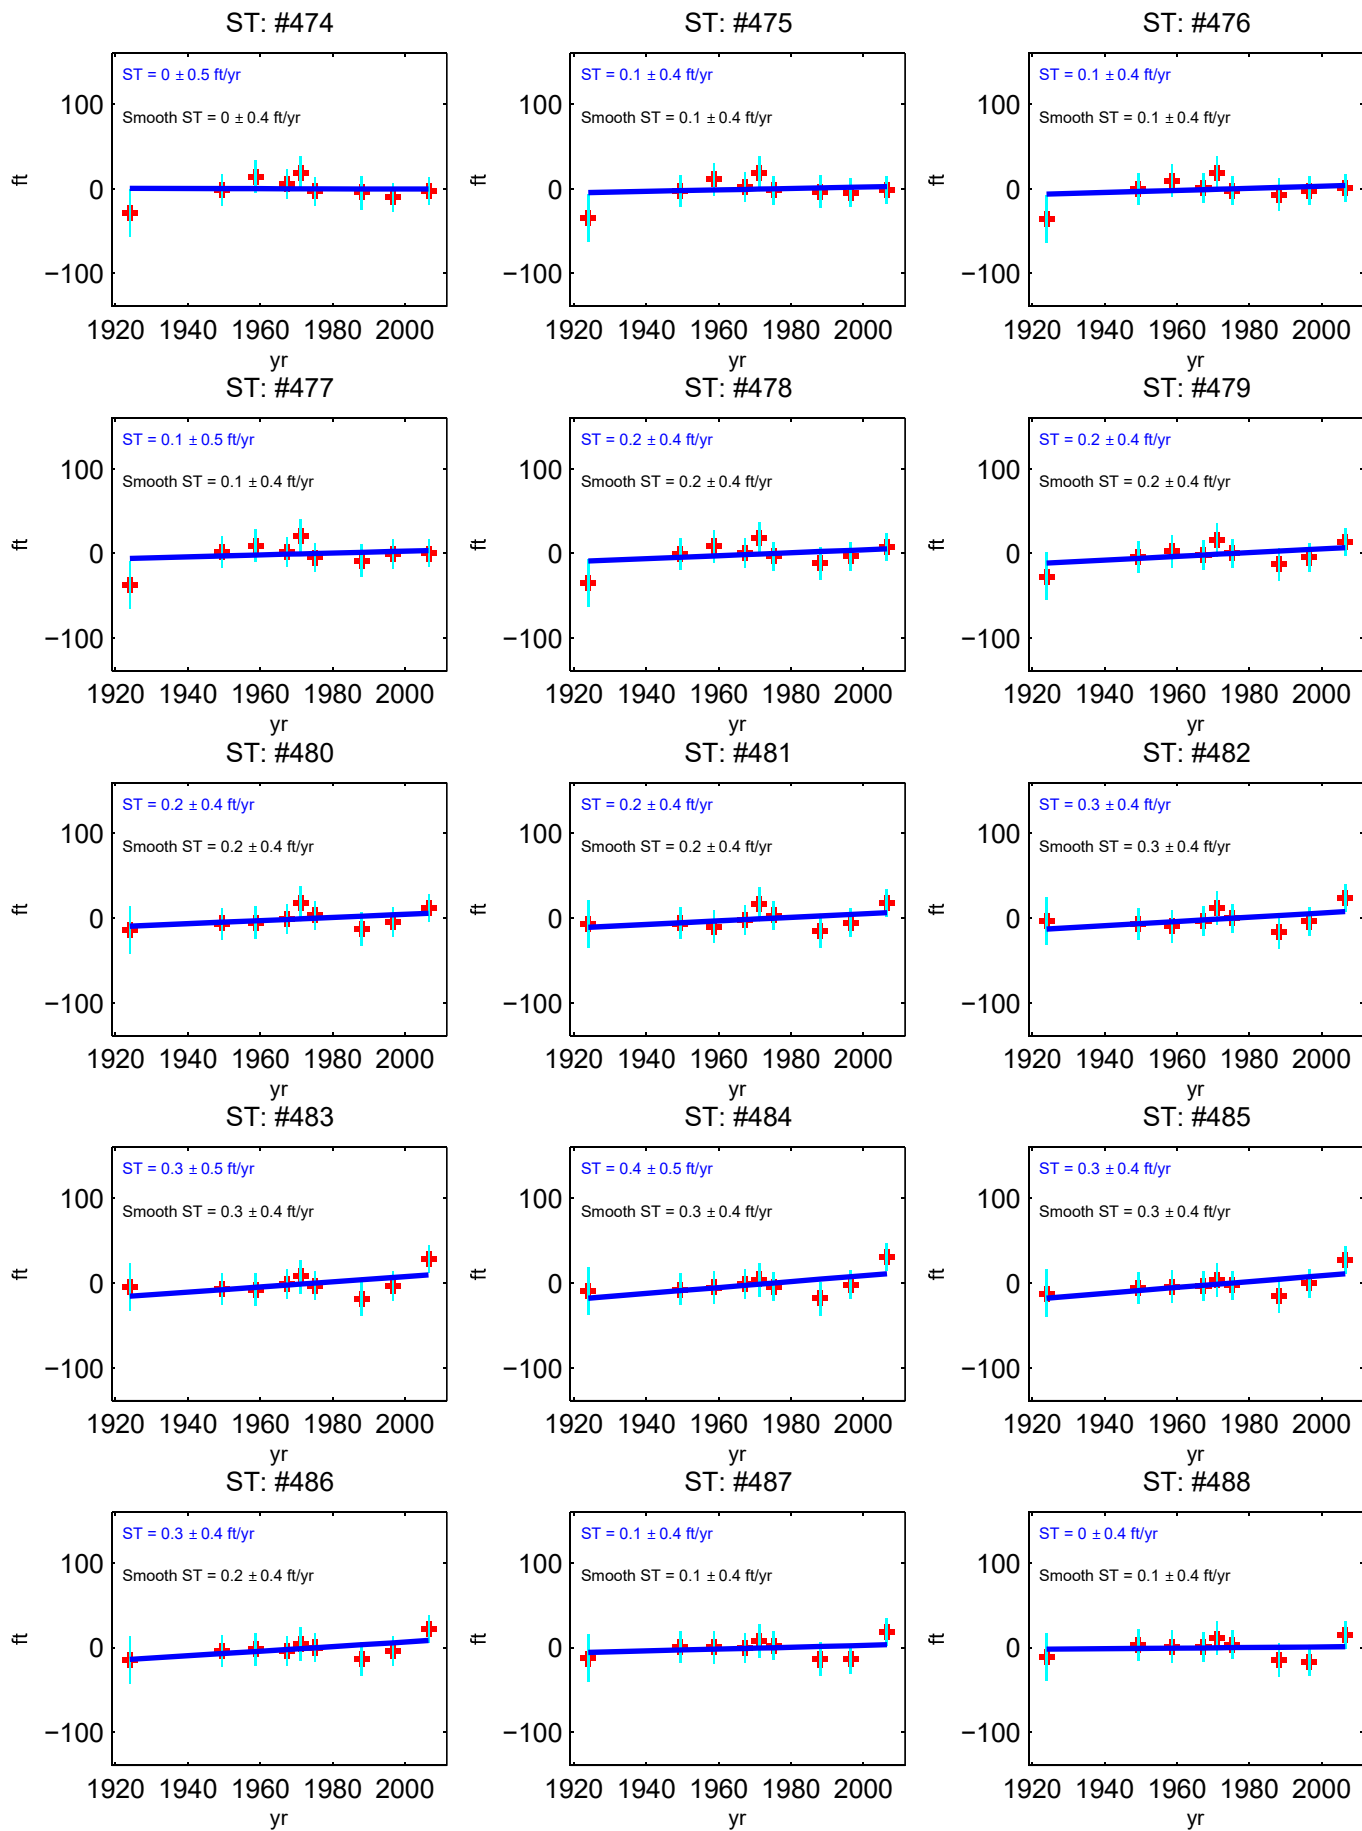 ST: #474
ST = 0 ± 0.5 ft/yr
Smooth ST = 0 ± 0.4 ft/yr
100
0
−100
ft
1920 1940 1960 1980 2000
yr
ST: #475
ST = 0.1 ± 0.4 ft/yr
Smooth ST = 0.1 ± 0.4 ft/yr
100
0
−100
ft
1920 1940 1960 1980 2000
yr
ST: #476
ST = 0.1 ± 0.4 ft/yr
Smooth ST = 0.1 ± 0.4 ft/yr
100
0
−100
ft
1920 1940 1960 1980 2000
yr
ST: #477
ST = 0.1 ± 0.5 ft/yr
Smooth ST = 0.1 ± 0.4 ft/yr
100
0
−100
ft
1920 1940 1960 1980 2000
yr
ST: #478
ST = 0.2 ± 0.4 ft/yr
Smooth ST = 0.2 ± 0.4 ft/yr
100
0
−100
ft
1920 1940 1960 1980 2000
yr
ST: #479
ST = 0.2 ± 0.4 ft/yr
Smooth ST = 0.2 ± 0.4 ft/yr
100
0
−100
ft
1920 1940 1960 1980 2000
yr
ST: #480
ST = 0.2 ± 0.4 ft/yr
Smooth ST = 0.2 ± 0.4 ft/yr
100
0
−100
ft
1920 1940 1960 1980 2000
yr
ST: #481
ST = 0.2 ± 0.4 ft/yr
Smooth ST = 0.2 ± 0.4 ft/yr
100
0
−100
ft
1920 1940 1960 1980 2000
yr
ST: #482
ST = 0.3 ± 0.4 ft/yr
Smooth ST = 0.3 ± 0.4 ft/yr
100
0
−100
ft
1920 1940 1960 1980 2000
yr
ST: #483
ST = 0.3 ± 0.5 ft/yr
Smooth ST = 0.3 ± 0.4 ft/yr
100
0
−100
ft
1920 1940 1960 1980 2000
yr
ST: #484
ST = 0.4 ± 0.5 ft/yr
Smooth ST = 0.3 ± 0.4 ft/yr
100
0
−100
ft
1920 1940 1960 1980 2000
yr
ST: #485
ST = 0.3 ± 0.4 ft/yr
Smooth ST = 0.3 ± 0.4 ft/yr
100
0
−100
ft
1920 1940 1960 1980 2000
yr
ST: #486
ST = 0.3 ± 0.4 ft/yr
Smooth ST = 0.2 ± 0.4 ft/yr
100
0
−100
ft
1920 1940 1960 1980 2000
yr
ST: #487
ST = 0.1 ± 0.4 ft/yr
Smooth ST = 0.1 ± 0.4 ft/yr
100
0
−100
ft
1920 1940 1960 1980 2000
yr
ST: #488
ST = 0 ± 0.4 ft/yr
Smooth ST = 0.1 ± 0.4 ft/yr
100
0
−100
ft
1920 1940 1960 1980 2000
yr